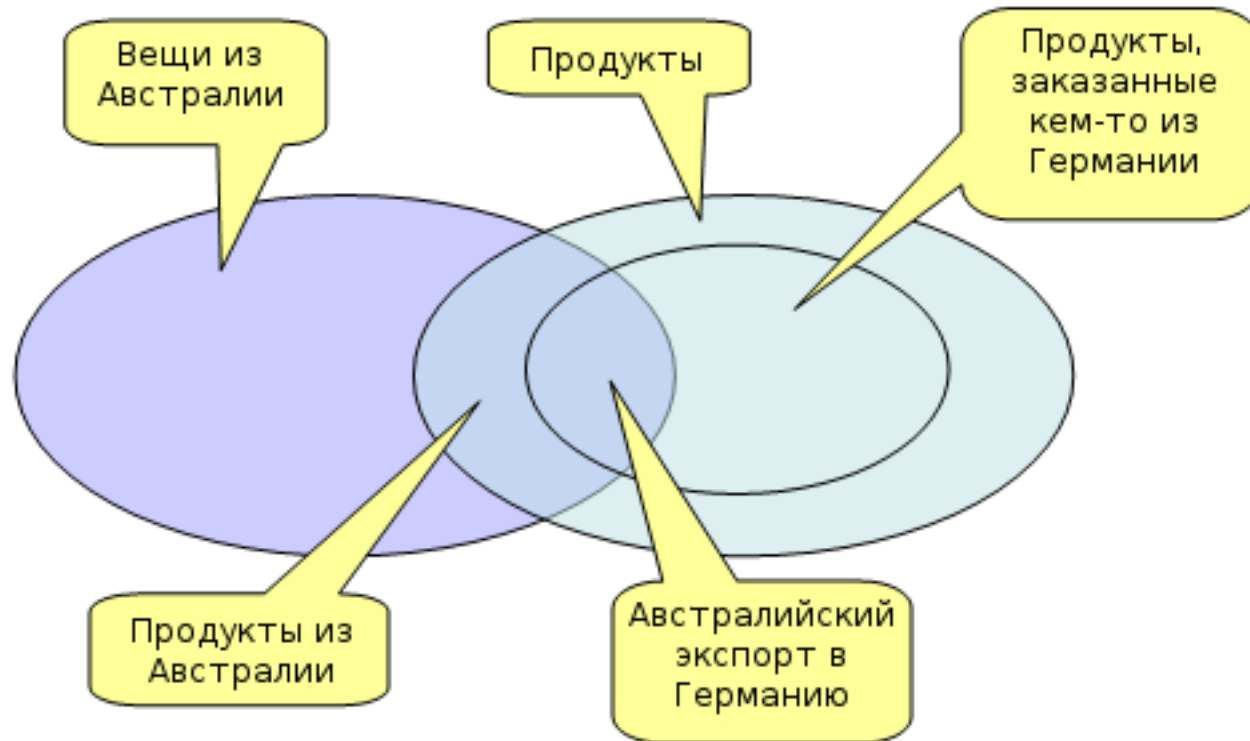 Вещи из
Австралии
Продукты
Продукты,
заказанные
кем-то из
Германии
Продукты из
Австралии
Австралийский
экспорт в
Германию